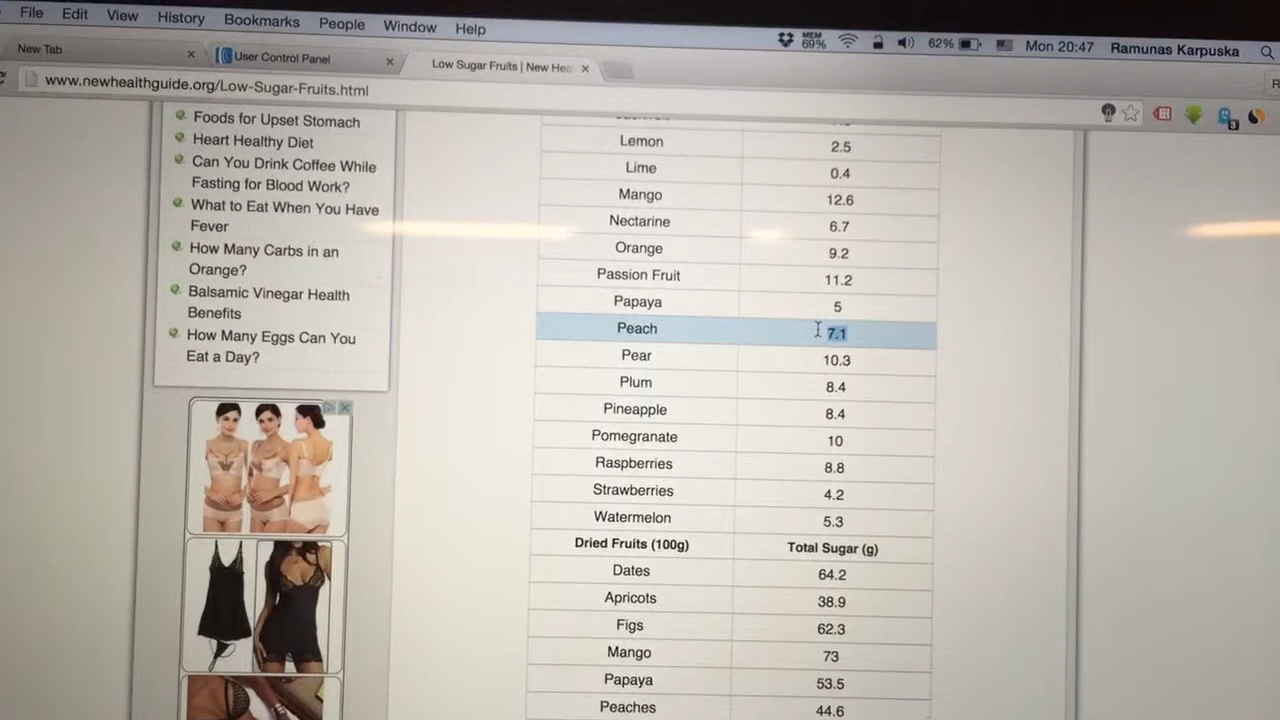 File Edit View History Bookmarks People Window Help
MEM
69%
62%
Mon 20:47
Ramunas Karpuska
New Tab
User Control Panel
Low Sugar Fruits | New Hea
www.newhealthguide.org/Low-Sugar-Fruits.html
3
Foods for Upset Stomach
Heart Healthy Diet
Can You Drink Coffee While
Fasting for Blood Work?
What to Eat When You Have
Fever
How Many Carbs in an
Orange?
Balsamic Vinegar Health
Benefits
How Many Eggs Can You
Eat a Day?
Lemon 2.5
Lime 0.4
Mango 12.6
Nectarine 6.7
Orange 9.2
Passion Fruit 11.2
Papaya 5
Peach 7.1
Pear 10.3
Plum 8.4
Pineapple 8.4
Pomegranate 10
Raspberries 8.8
Strawberries 4.2
Watermelon 5.3
Dried Fruits (100g) Total Sugar (g)
Dates 64.2
Apricots 38.9
Figs 62.3
Mango 73
Papaya 53.5
Peaches 44.6